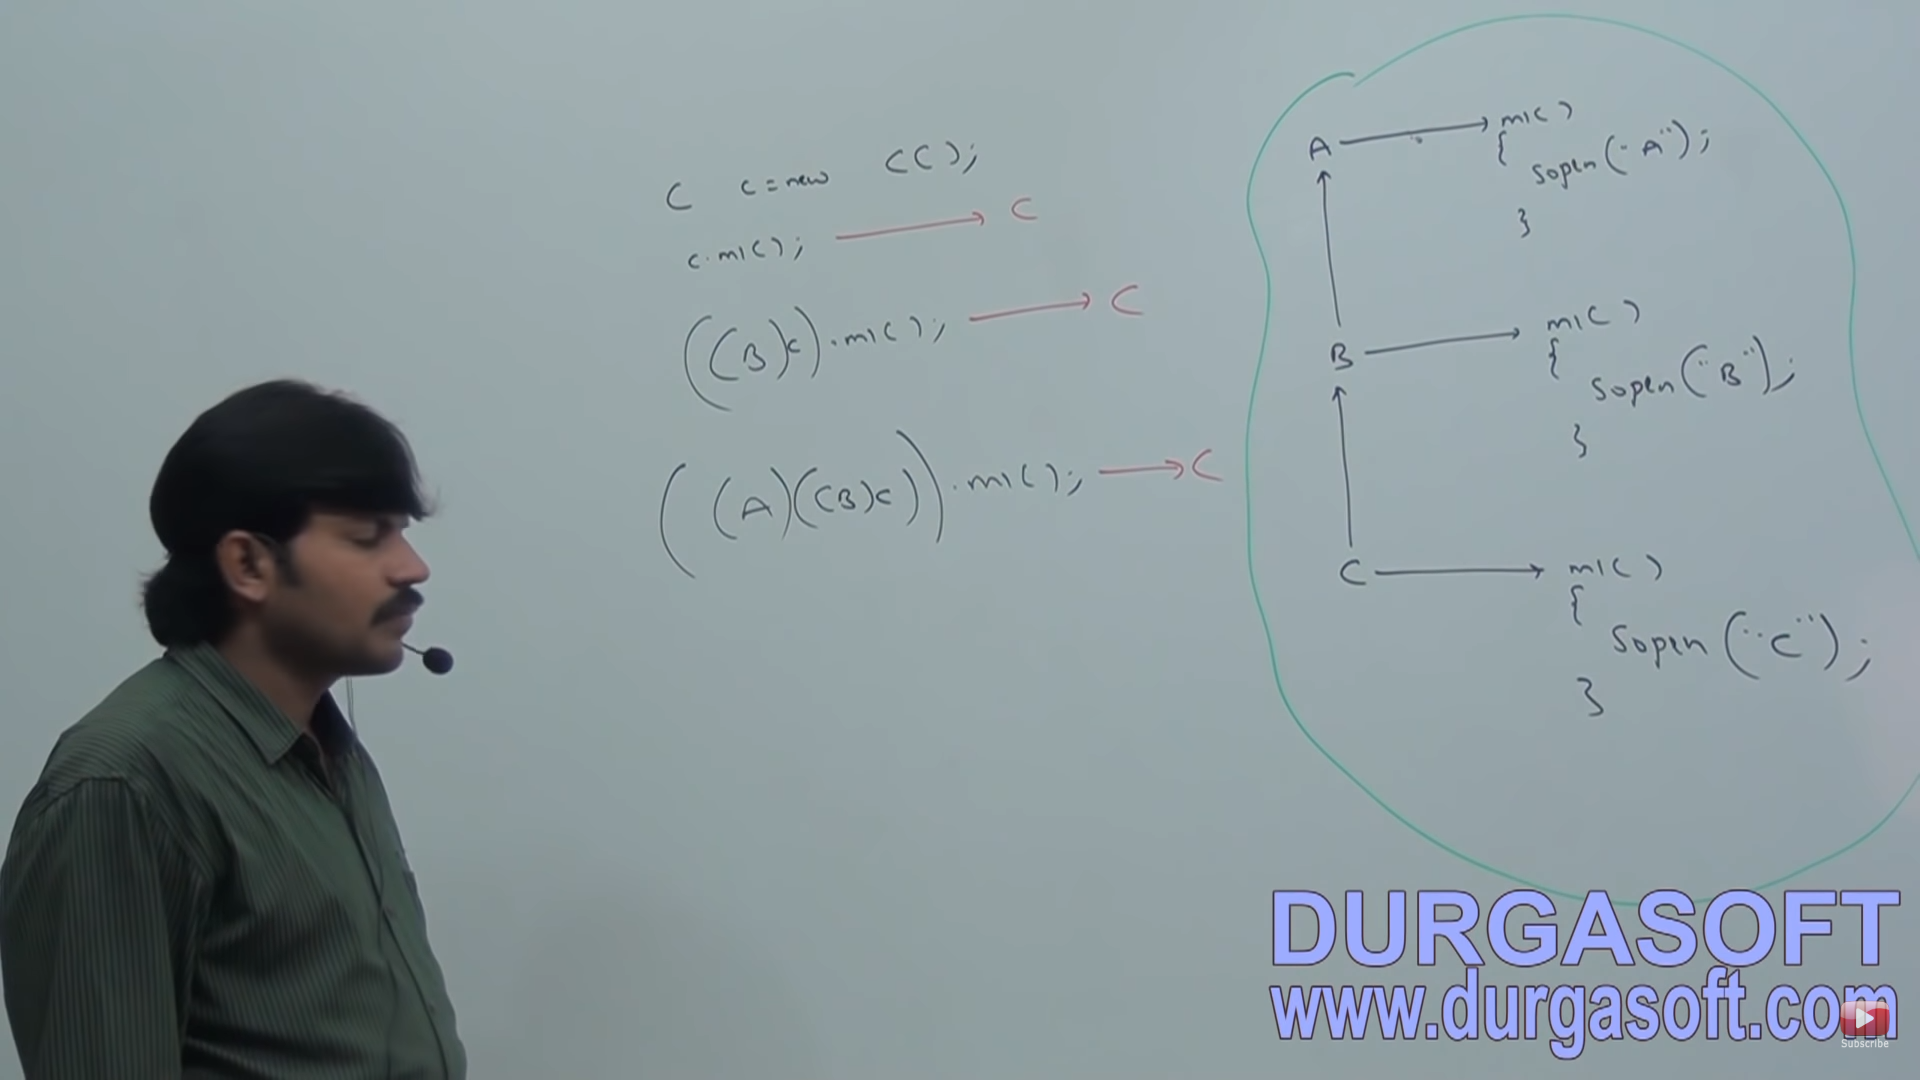 C c = new C();
c.m1(); → C
((B)c).m1(); → C
((A)((B)c)).m1(); → C
A → m1()
{
sopln("A");
}
B → m1()
{
sopln("B");
}
C → m1()
{
sopln("C");
}
DURGASOFT
www.durgasoft.com
Subscribe